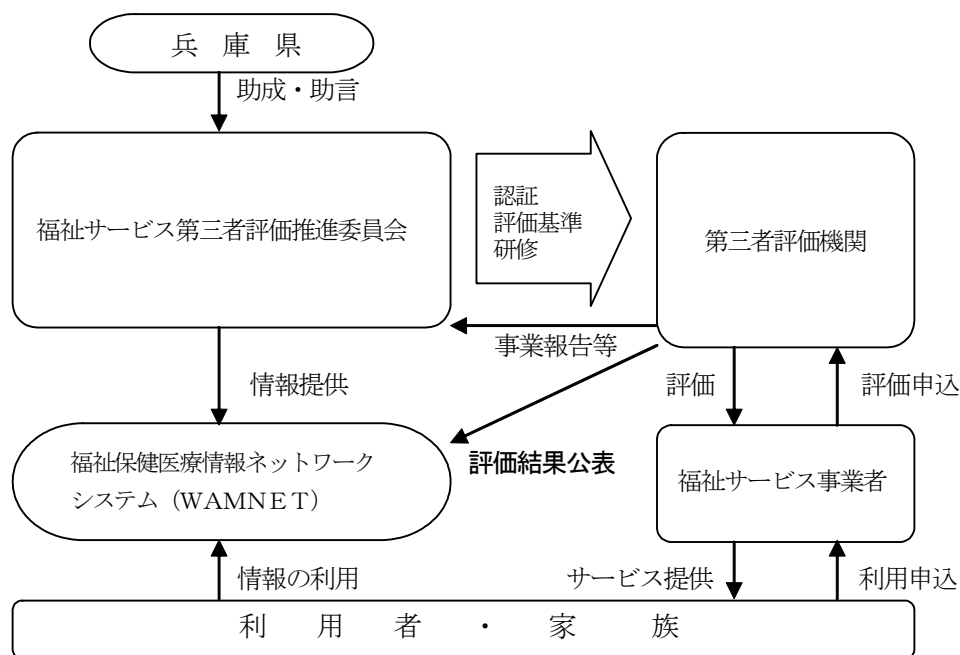 兵　庫　県
助成・助言
福祉サービス第三者評価推進委員会
認証
評価基準
研修
第三者評価機関
事業報告等
情報提供
評価
評価申込
評価結果公表
福祉保健医療情報ネットワーク
システム（WAMNET）
福祉サービス事業者
情報の利用
サービス提供
利用申込
利　用　者　・　家　族